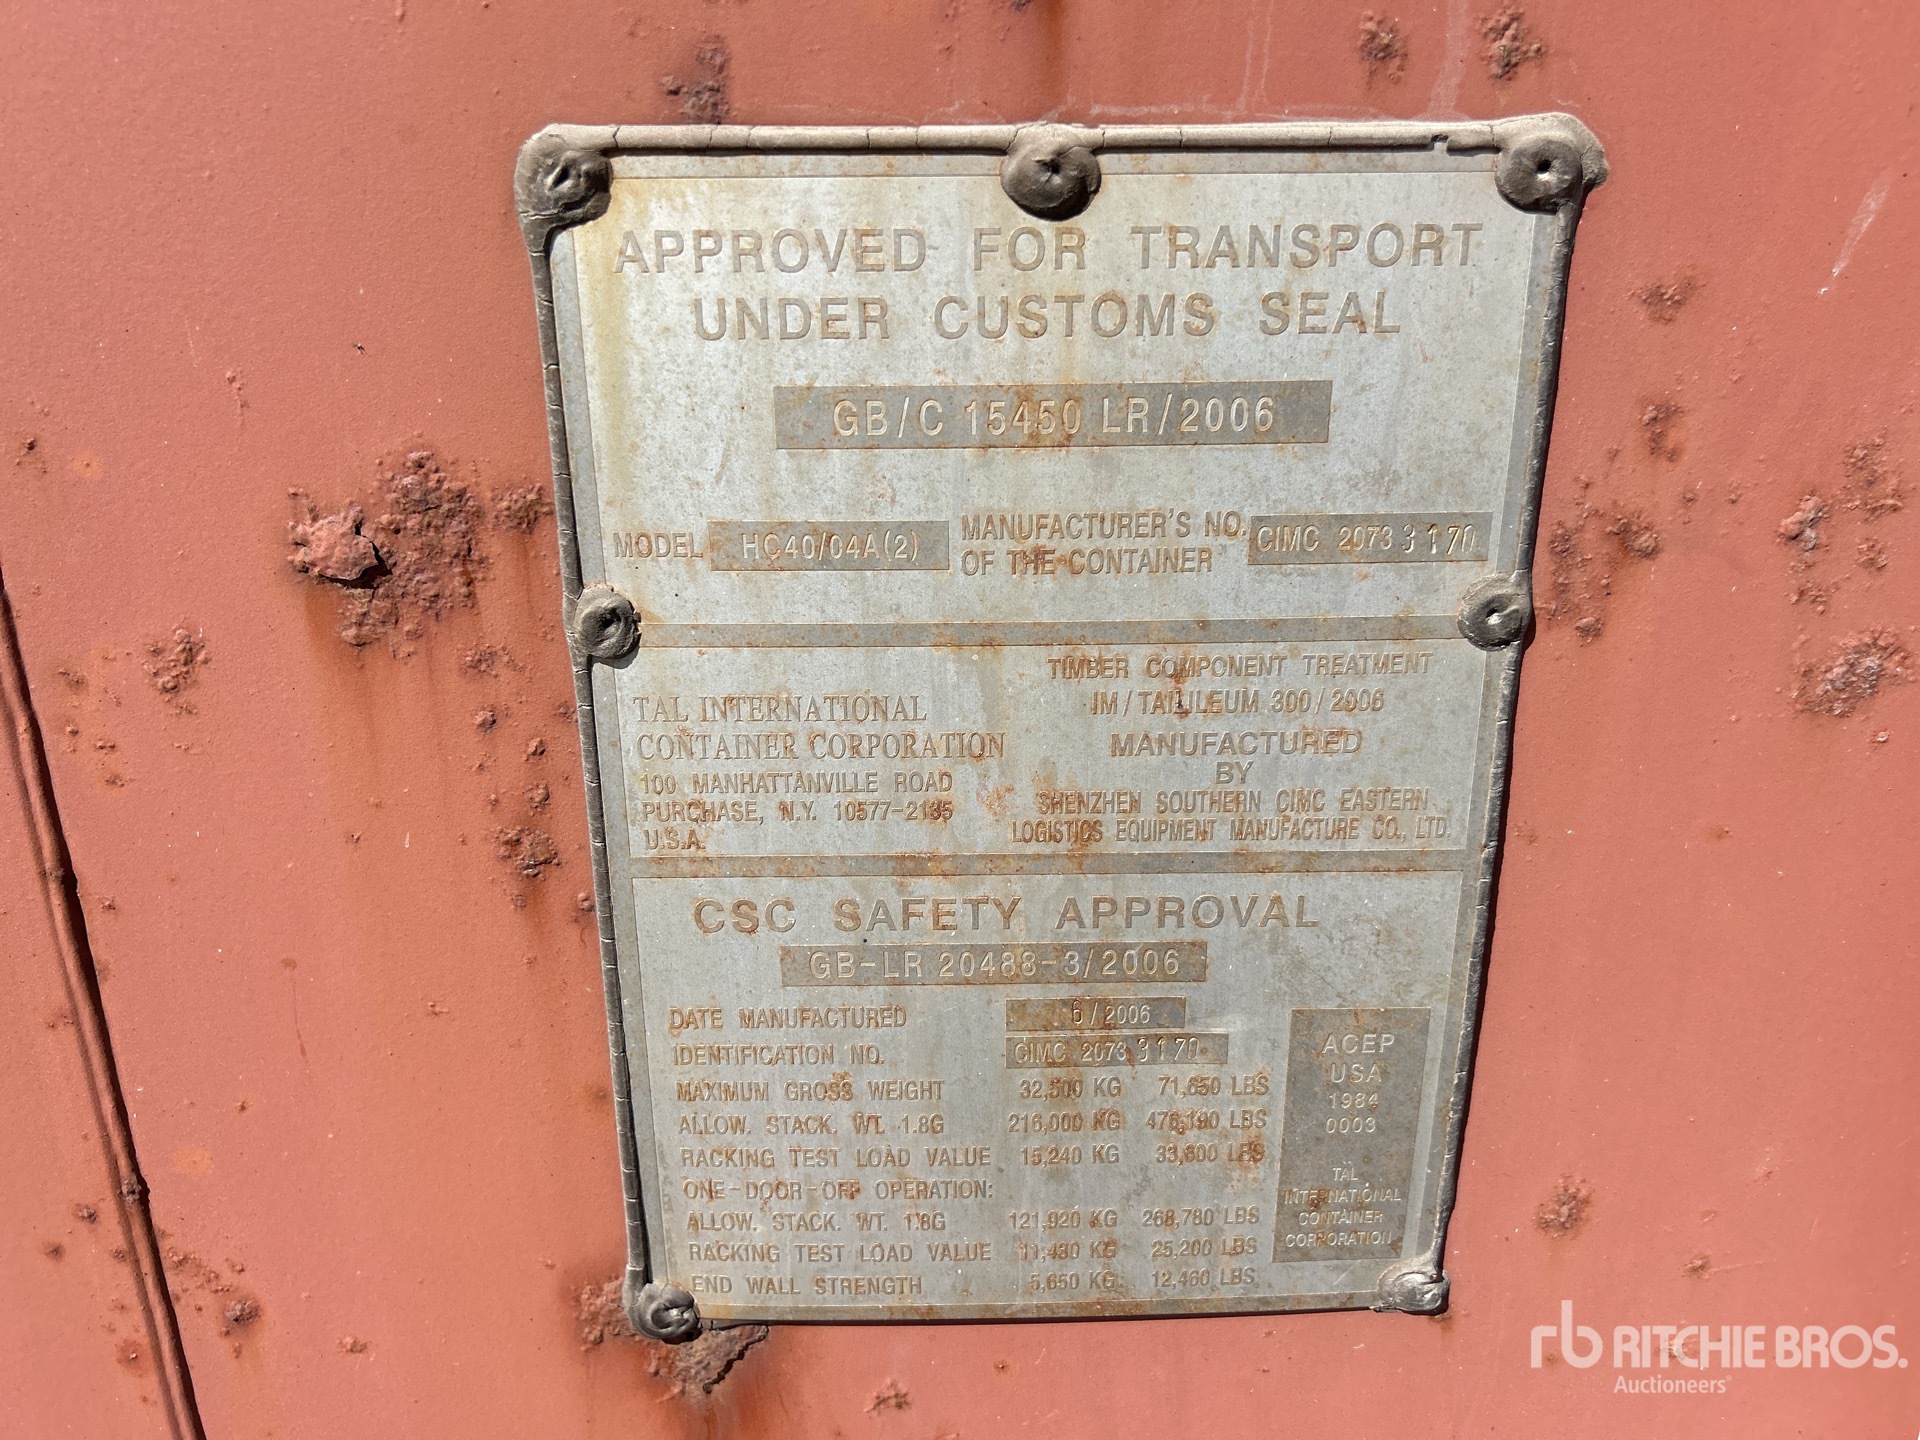 APPROVED FOR TRANSPORT
UNDER CUSTOMS SEAL
GB/C 15450 LR/2006
MODEL HC40/04A(2)
MANUFACTURER'S NO.
OF THE CONTAINER
CIMC 2073 3170
TAL INTERNATIONAL
CONTAINER CORPORATION
100 MANHATTANVILLE ROAD
PURCHASE, N.Y. 10577-2135
U.S.A.
TIMBER COMPONENT TREATMENT
IM/TAILILEUM 300/2006
MANUFACTURED
BY
SHENZHEN SOUTHERN CIMC EASTERN
LOGISTICS EQUIPMENT MANUFACTURE CO., LTD.
CSC SAFETY APPROVAL
GB-LR 20488-3/2006
DATE MANUFACTURED 6/2006
IDENTIFICATION NO. CIMC 2073 3170
MAXIMUM GROSS WEIGHT 32,500 KG 71,650 LBS
ALLOW. STACK. WT. 1.8G 216,000 KG 476,190 LBS
RACKING TEST LOAD VALUE 15,240 KG 33,600 LBS
ONE-DOOR-OFF OPERATION:
ALLOW. STACK. WT. 1.8G 121,920 KG 268,780 LBS
RACKING TEST LOAD VALUE 11,430 KG 25,200 LBS
END WALL STRENGTH 5,650 KG 12,460 LBS
ACEP
USA
1984
0003
TAL
INTERNATIONAL
CONTAINER
CORPORATION
rb RITCHIE BROS.
Auctioneers